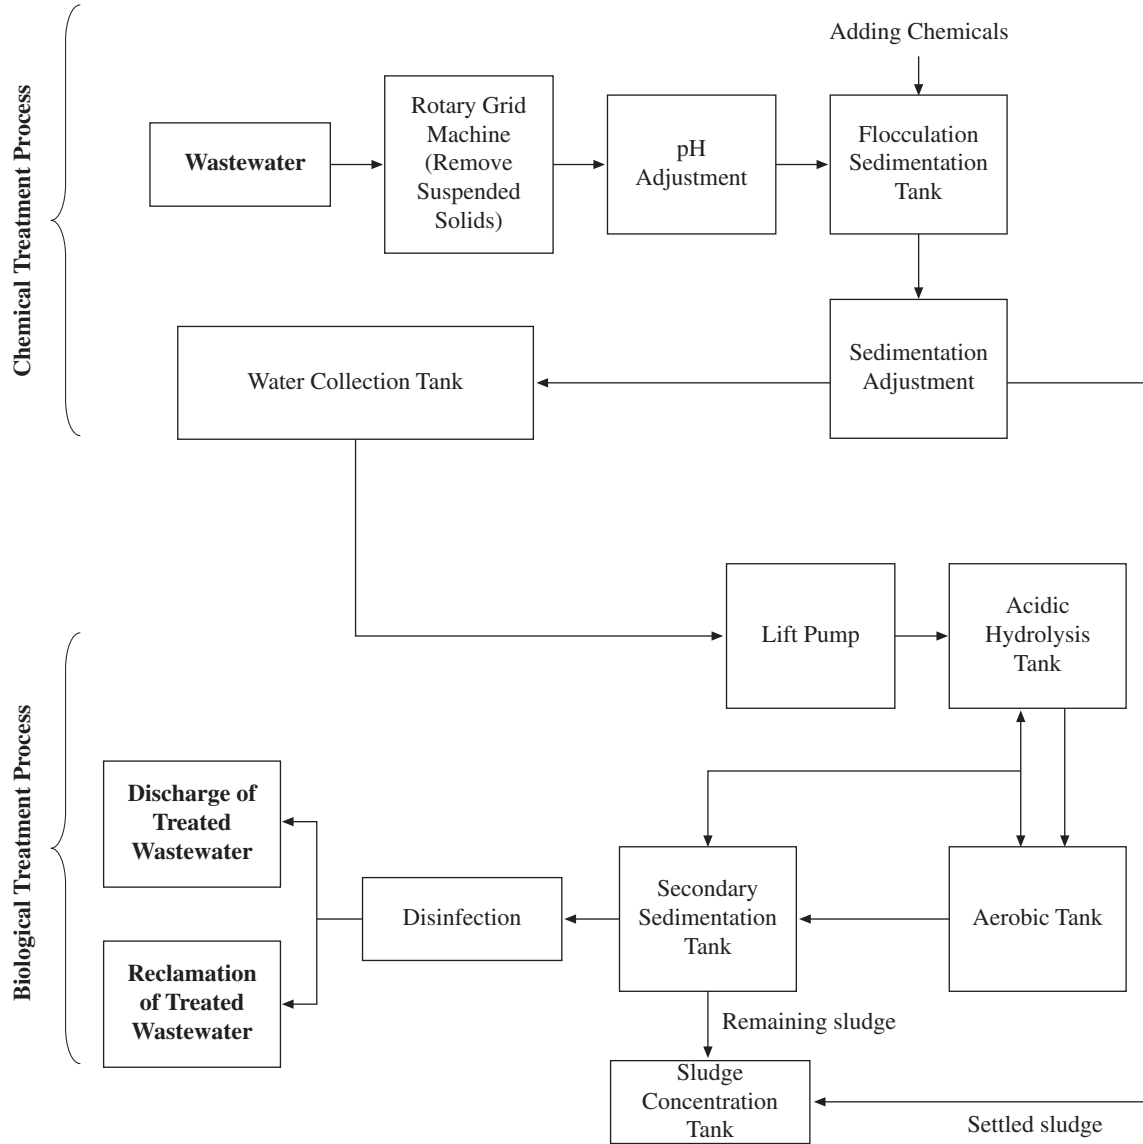 Chemical Treatment Process
Adding Chemicals
Wastewater
Rotary Grid
Machine
(Remove
Suspended
Solids)
pH
Adjustment
Flocculation
Sedimentation
Tank
Water Collection Tank
Sedimentation
Adjustment
Biological Treatment Process
Lift Pump
Acidic
Hydrolysis
Tank
Discharge of
Treated
Wastewater
Reclamation
of Treated
Wastewater
Disinfection
Secondary
Sedimentation
Tank
Aerobic Tank
Remaining sludge
Sludge
Concentration
Tank
Settled sludge